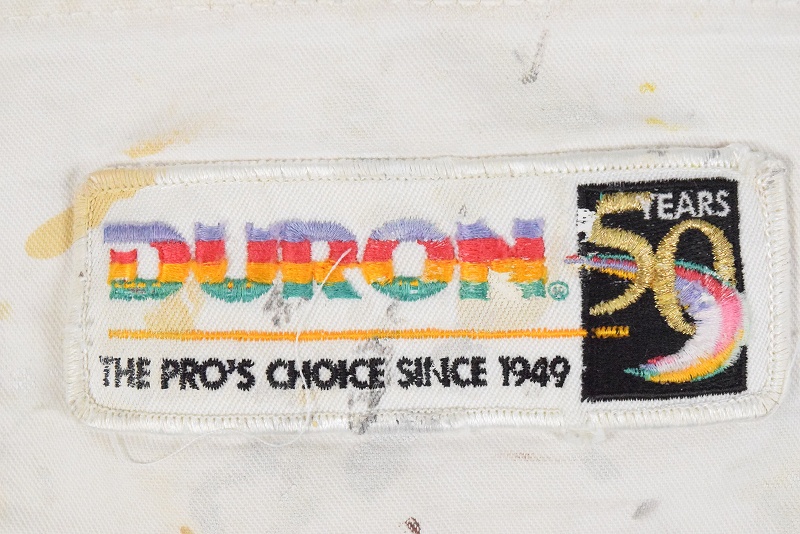 DURON®
THE PRO'S CHOICE SINCE 1949
50
YEARS